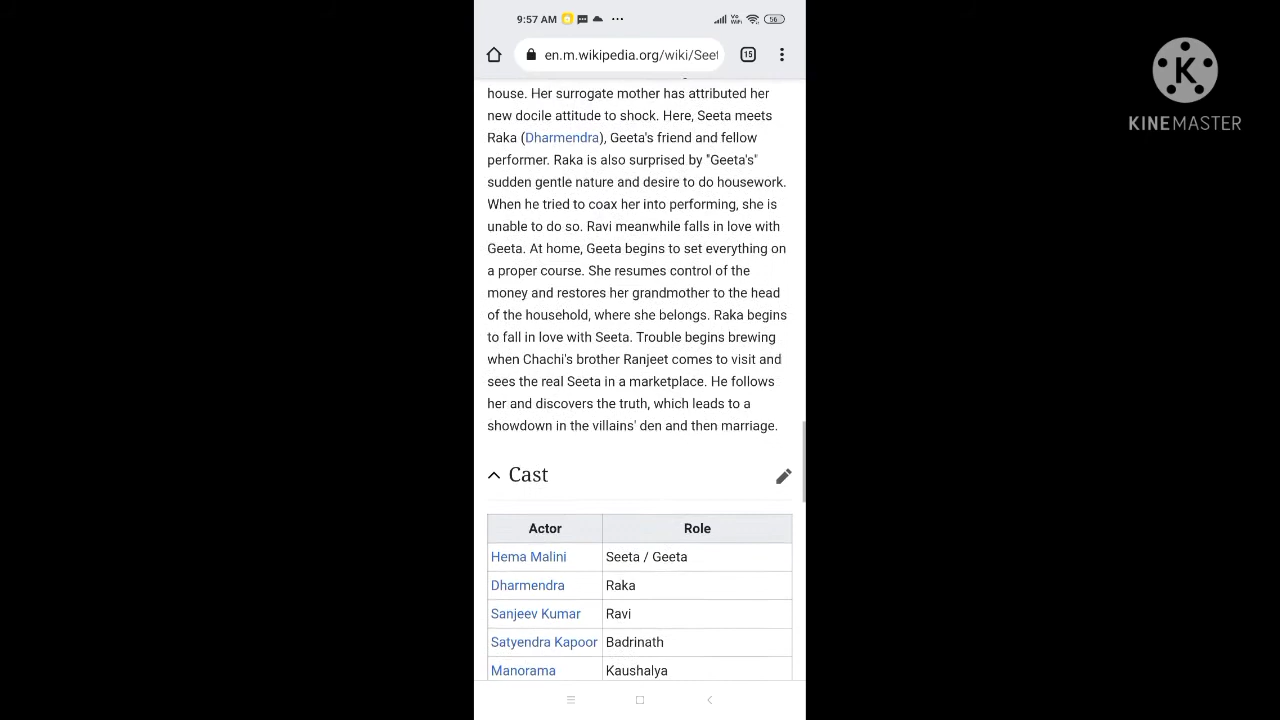 9:57 AM
Vo
WiFi
56
en.m.wikipedia.org/wiki/See
15
K
KINEMASTER
house. Her surrogate mother has attributed her
new docile attitude to shock. Here, Seeta meets
Raka (Dharmendra), Geeta's friend and fellow
performer. Raka is also surprised by "Geeta's"
sudden gentle nature and desire to do housework.
When he tried to coax her into performing, she is
unable to do so. Ravi meanwhile falls in love with
Geeta. At home, Geeta begins to set everything on
a proper course. She resumes control of the
money and restores her grandmother to the head
of the household, where she belongs. Raka begins
to fall in love with Seeta. Trouble begins brewing
when Chachi's brother Ranjeet comes to visit and
sees the real Seeta in a marketplace. He follows
her and discovers the truth, which leads to a
showdown in the villains' den and then marriage.
Cast
Actor Role
Hema Malini Seeta / Geeta
Dharmendra Raka
Sanjeev Kumar Ravi
Satyendra Kapoor Badrinath
Manorama Kaushalya